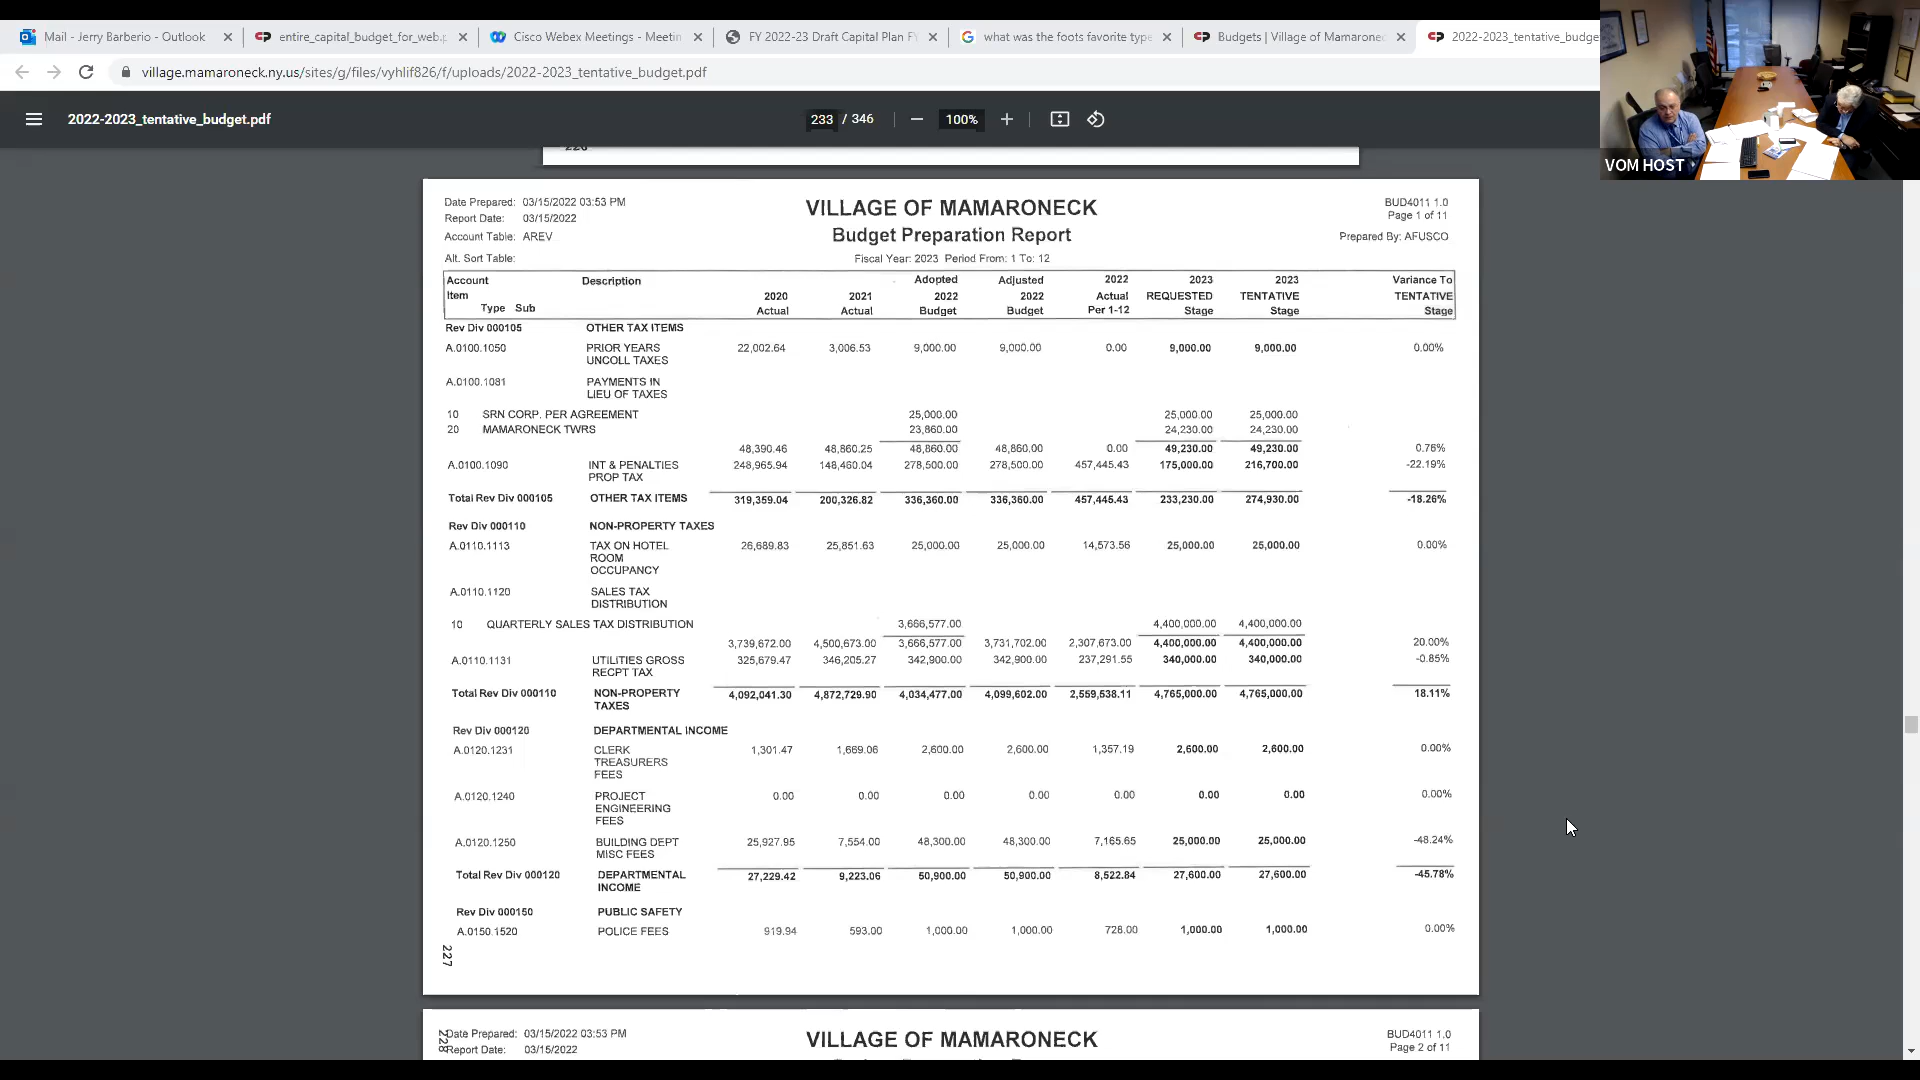 Mail - Jerry Barberio - Outlook
entire_capital_budget_for_web.p
Cisco Webex Meetings - Meetin
FY 2022-23 Draft Capital Plan FY
what was the foots favorite type
Budgets | Village of Mamaronec
2022-2023_tentative_budge
village.mamaroneck.ny.us/sites/g/files/vyhlif826/f/uploads/2022-2023_tentative_budget.pdf
2022-2023_tentative_budget.pdf
233 / 346
100%
VOM HOST
226
Date Prepared: 03/15/2022 03:53 PM
Report Date: 03/15/2022
Account Table: AREV
Alt. Sort Table:
VILLAGE OF MAMARONECK
Budget Preparation Report
Fiscal Year: 2023 Period From: 1 To: 12
BUD4011 1.0
Page 1 of 11
Prepared By: AFUSCO
Account Description Adopted Adjusted 2022 2023 2023 Variance To
Item 2020 2021 2022 2022 Actual REQUESTED TENTATIVE TENTATIVE
Type Sub Actual Actual Budget Budget Per 1-12 Stage Stage Stage
Rev Div 000105 OTHER TAX ITEMS
A.0100.1050 PRIOR YEARS 22,002.64 3,006.53 9,000.00 9,000.00 0.00 9,000.00 9,000.00 0.00%
UNCOLL TAXES
A.0100.1081 PAYMENTS IN
LIEU OF TAXES
10 SRN CORP. PER AGREEMENT 25,000.00 25,000.00 25,000.00
20 MAMARONECK TWRS 23,860.00 24,230.00 24,230.00
48,390.46 48,860.25 48,860.00 48,860.00 0.00 49,230.00 49,230.00 0.76%
A.0100.1090 INT & PENALTIES 248,965.94 148,460.04 278,500.00 278,500.00 457,445.43 175,000.00 216,700.00 -22.19%
PROP TAX
Total Rev Div 000105 OTHER TAX ITEMS 319,359.04 200,326.82 336,360.00 336,360.00 457,445.43 233,230.00 274,930.00 -18.26%
Rev Div 000110 NON-PROPERTY TAXES
A.0110.1113 TAX ON HOTEL 26,689.83 25,851.63 25,000.00 25,000.00 14,573.56 25,000.00 25,000.00 0.00%
ROOM
OCCUPANCY
A.0110.1120 SALES TAX
DISTRIBUTION
10 QUARTERLY SALES TAX DISTRIBUTION 3,666,577.00 4,400,000.00 4,400,000.00
3,739,672.00 4,500,673.00 3,666,577.00 3,731,702.00 2,307,673.00 4,400,000.00 4,400,000.00 20.00%
A.0110.1131 UTILITIES GROSS 325,679.47 346,205.27 342,900.00 342,900.00 237,291.55 340,000.00 340,000.00 -0.85%
RECPT TAX
Total Rev Div 000110 NON-PROPERTY 4,092,041.30 4,872,729.90 4,034,477.00 4,099,602.00 2,559,538.11 4,765,000.00 4,765,000.00 18.11%
TAXES
Rev Div 000120 DEPARTMENTAL INCOME
A.0120.1231 CLERK 1,301.47 1,669.06 2,600.00 2,600.00 1,357.19 2,600.00 2,600.00 0.00%
TREASURERS
FEES
A.0120.1240 PROJECT 0.00 0.00 0.00 0.00 0.00 0.00 0.00 0.00%
ENGINEERING
FEES
A.0120.1250 BUILDING DEPT 25,927.95 7,554.00 48,300.00 48,300.00 7,165.65 25,000.00 25,000.00 -48.24%
MISC FEES
Total Rev Div 000120 DEPARTMENTAL 27,229.42 9,223.06 50,900.00 50,900.00 8,522.84 27,600.00 27,600.00 -45.78%
INCOME
Rev Div 000150 PUBLIC SAFETY
A.0150.1520 POLICE FEES 919.94 593.00 1,000.00 1,000.00 728.00 1,000.00 1,000.00 0.00%
227
228
Date Prepared: 03/15/2022 03:53 PM
Report Date: 03/15/2022
VILLAGE OF MAMARONECK
BUD4011 1.0
Page 2 of 11